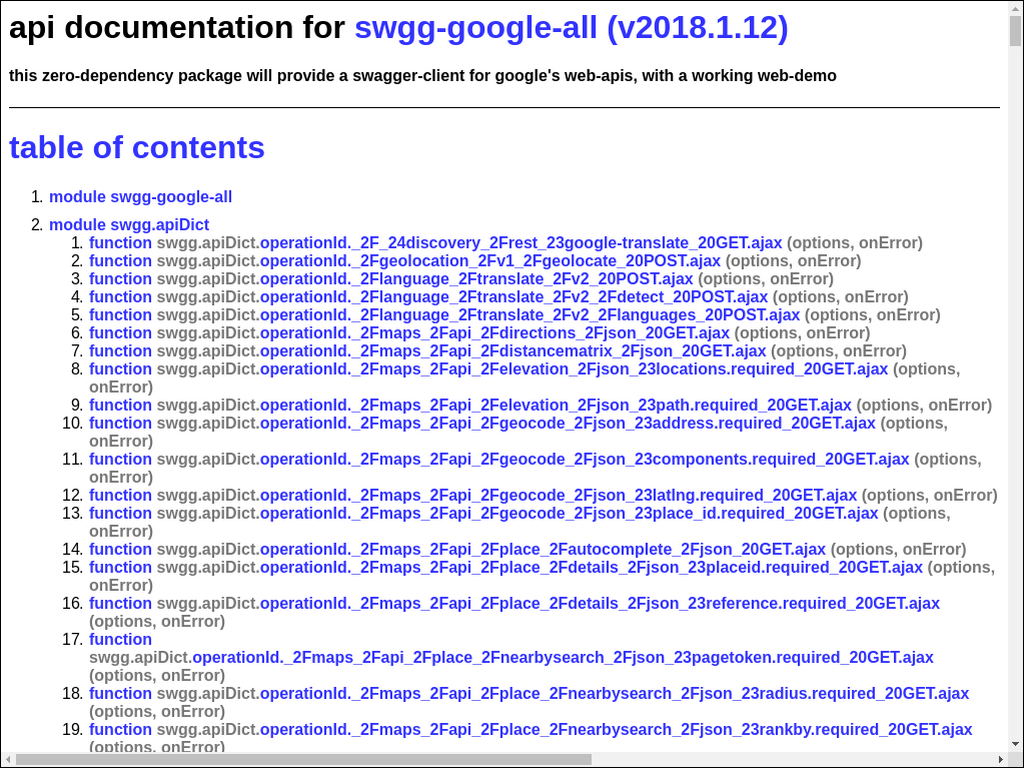 api documentation for swgg-google-all (v2018.1.12)
this zero-dependency package will provide a swagger-client for google's web-apis, with a working web-demo
table of contents
1. module swgg-google-all
2. module swgg.apiDict
1. function swgg.apiDict.operationId._2F_24discovery_2Frest_23google-translate_20GET.ajax (options, onError)
2. function swgg.apiDict.operationId._2Fgeolocation_2Fv1_2Fgeolocate_20POST.ajax (options, onError)
3. function swgg.apiDict.operationId._2Flanguage_2Ftranslate_2Fv2_20POST.ajax (options, onError)
4. function swgg.apiDict.operationId._2Flanguage_2Ftranslate_2Fv2_2Fdetect_20POST.ajax (options, onError)
5. function swgg.apiDict.operationId._2Flanguage_2Ftranslate_2Fv2_2Flanguages_20POST.ajax (options, onError)
6. function swgg.apiDict.operationId._2Fmaps_2Fapi_2Fdirections_2Fjson_20GET.ajax (options, onError)
7. function swgg.apiDict.operationId._2Fmaps_2Fapi_2Fdistancematrix_2Fjson_20GET.ajax (options, onError)
8. function swgg.apiDict.operationId._2Fmaps_2Fapi_2Felevation_2Fjson_23locations.required_20GET.ajax (options,
onError)
9. function swgg.apiDict.operationId._2Fmaps_2Fapi_2Felevation_2Fjson_23path.required_20GET.ajax (options, onError)
10. function swgg.apiDict.operationId._2Fmaps_2Fapi_2Fgeocode_2Fjson_23address.required_20GET.ajax (options,
onError)
11. function swgg.apiDict.operationId._2Fmaps_2Fapi_2Fgeocode_2Fjson_23components.required_20GET.ajax (options,
onError)
12. function swgg.apiDict.operationId._2Fmaps_2Fapi_2Fgeocode_2Fjson_23latlng.required_20GET.ajax (options, onError)
13. function swgg.apiDict.operationId._2Fmaps_2Fapi_2Fgeocode_2Fjson_23place_id.required_20GET.ajax (options,
onError)
14. function swgg.apiDict.operationId._2Fmaps_2Fapi_2Fplace_2Fautocomplete_2Fjson_20GET.ajax (options, onError)
15. function swgg.apiDict.operationId._2Fmaps_2Fapi_2Fplace_2Fdetails_2Fjson_23placeid.required_20GET.ajax (options,
onError)
16. function swgg.apiDict.operationId._2Fmaps_2Fapi_2Fplace_2Fdetails_2Fjson_23reference.required_20GET.ajax
(options, onError)
17. function
swgg.apiDict.operationId._2Fmaps_2Fapi_2Fplace_2Fnearbysearch_2Fjson_23pagetoken.required_20GET.ajax
(options, onError)
18. function swgg.apiDict.operationId._2Fmaps_2Fapi_2Fplace_2Fnearbysearch_2Fjson_23radius.required_20GET.ajax
(options, onError)
19. function swgg.apiDict.operationId._2Fmaps_2Fapi_2Fplace_2Fnearbysearch_2Fjson_23rankby.required_20GET.ajax
(options, onError)